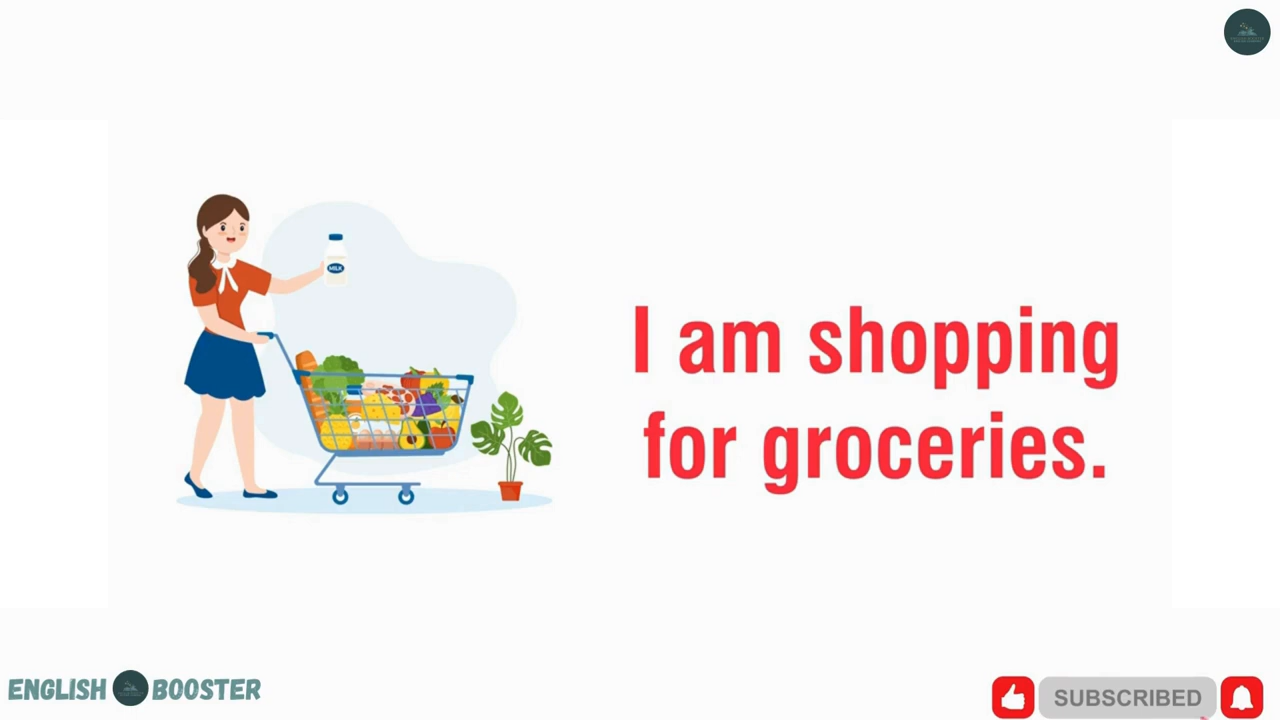 MILK
I am shopping
for groceries.
ENGLISH BOOSTER
SUBSCRIBED